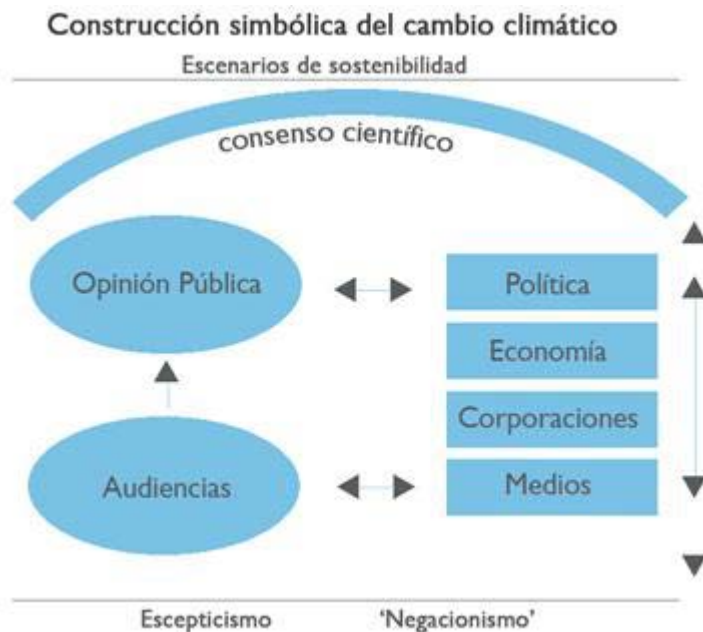 Construcción simbólica del cambio climático
Escenarios de sostenibilidad
consenso científico
Opinión Pública
Política
Economía
Corporaciones
Audiencias
Medios
Escepticismo
‘Negacionismo’